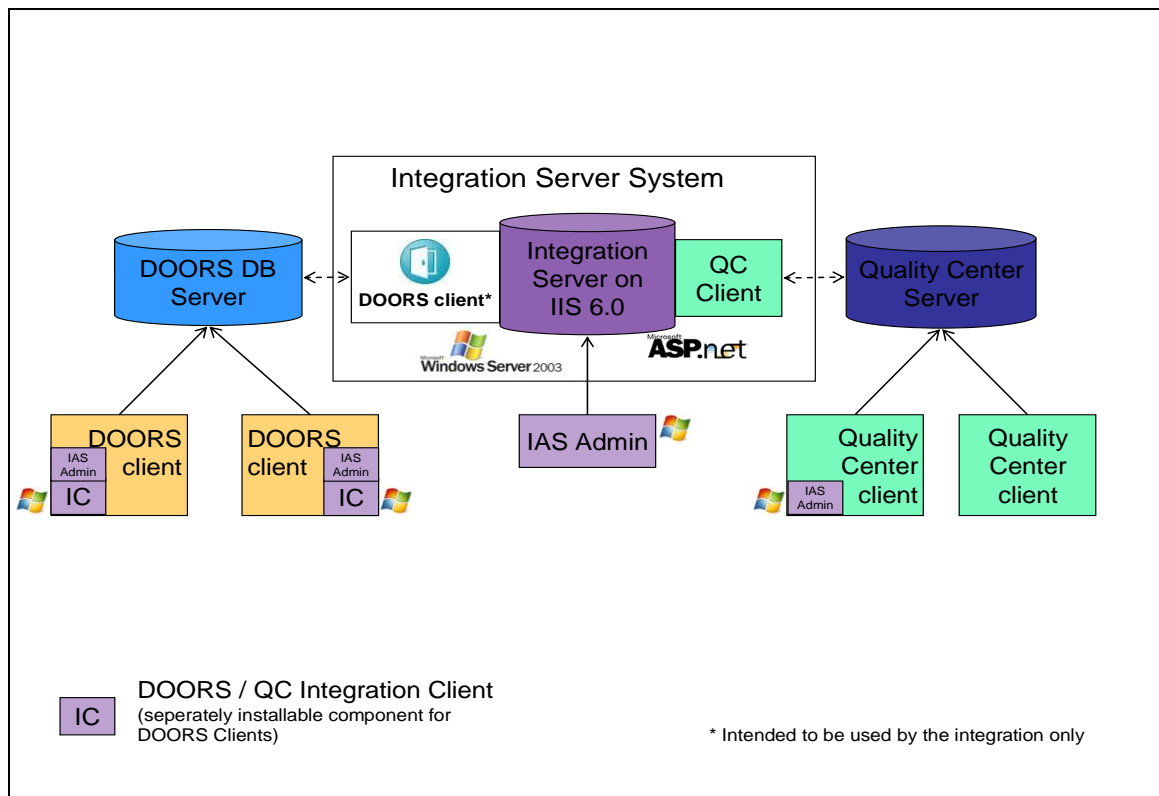 Integration Server System
DOORS DB
Server
DOORS client*
Integration
Server on
IIS 6.0
QC
Client
Quality Center
Server
Microsoft
Windows Server 2003
Microsoft
ASP.net
DOORS
client
IAS
Admin
IC
DOORS
client
IAS
Admin
IC
IAS Admin
Quality
Center
client
IAS
Admin
Quality
Center
client
IC
DOORS / QC Integration Client
(seperately installable component for
DOORS Clients)
* Intended to be used by the integration only